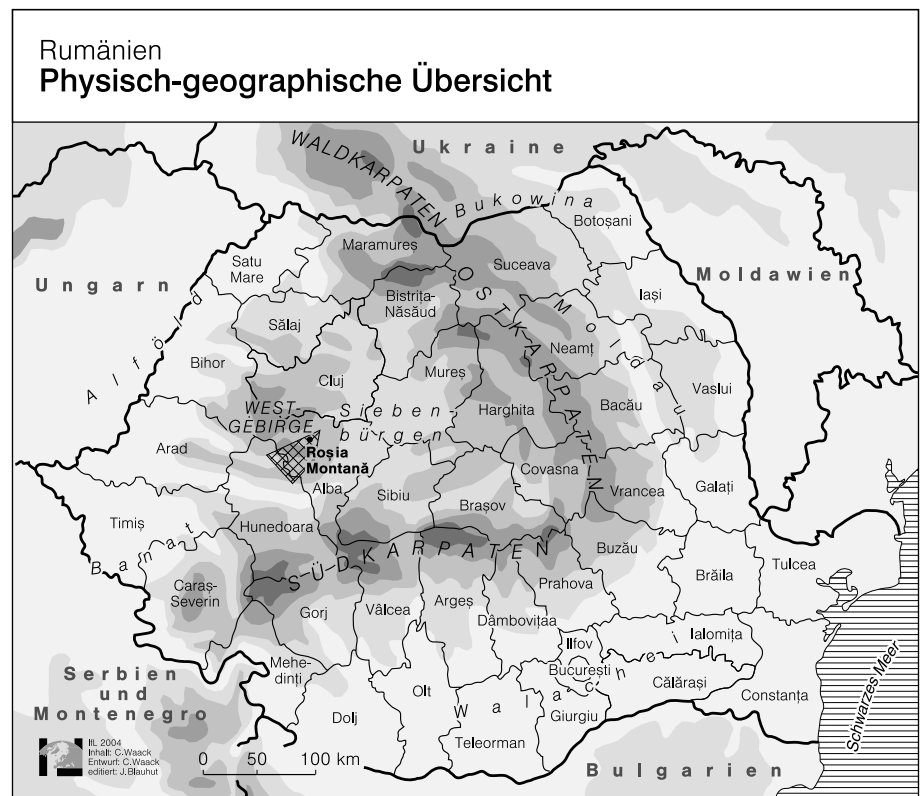 Rumänien
Physisch-geographische Übersicht
WALDKARPATEN
Ukraine
Bukowina
Botoșani
Maramureș
Satu
Mare
Suceava
Moldawien
Ungarn
Iași
Bistrița-
Năsăud
OSTKARPATEN
Moldau
Alföld
Sălaj
Neamț
Bihor
Mureș
Cluj
Vaslui
Bacău
Harghita
WEST-
GEBIRGE
Sieben-
bürgen
Arad
Roșia
Montană
Covasna
Alba
Sibiu
Vrancea
Galați
Brașov
Timiș
Hunedoara
Banat
SÜDKARPATEN
Buzău
Tulcea
Brăila
Caraș-
Severin
Prahova
Gorj
Vâlcea
Argeș
Dâmbovițaa
Ilfov
Ialomița
Mehe-
dinți
București
Călărași
Serbien
und
Montenegro
Olt
Walachei
Constanța
Dolj
Giurgiu
Teleorman
Schwarzes Meer
IfL 2004
Inhalt: C.Waack
Entwurf: C.Waack
editiert: J.Blauhut
0 50 100 km
Bulgarien